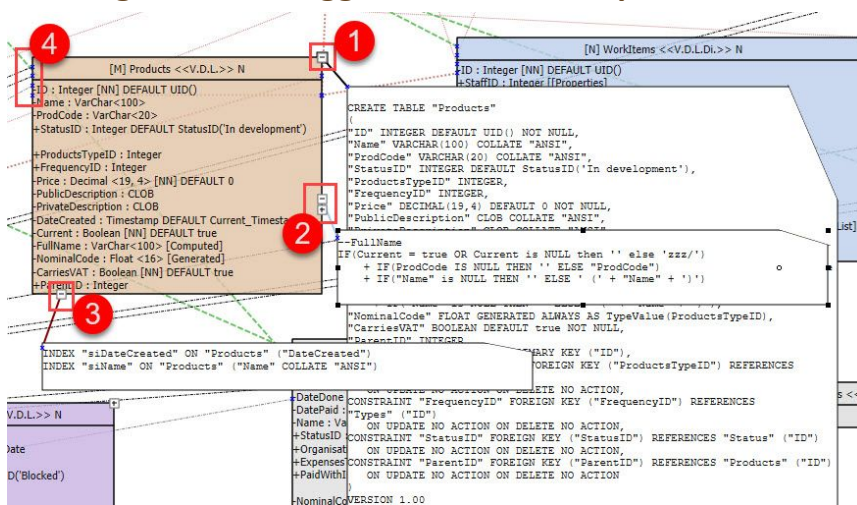 4
1
[M] Products <<V.D.L.>> N
-ID : Integer [NN] DEFAULT UID()
-Name : VarChar<100>
-ProdCode : VarChar<20>
+StatusID : Integer DEFAULT StatusID('In development')
+ProductsTypeID : Integer
+FrequencyID : Integer
-Price : Decimal <19, 4> [NN] DEFAULT 0
-PublicDescription : CLOB
-PrivateDescription : CLOB
-DateCreated : Timestamp DEFAULT Current_Timesta
-Current : Boolean [NN] DEFAULT true
-FullName : VarChar<100> [Computed]
-NominalCode : Float <16> [Generated]
-CarriesVAT : Boolean [NN] DEFAULT true
+ParentID : Integer
2
3
[N] WorkItems <<V.D.L.Di.>> N
-ID : Integer [NN] DEFAULT UID()
+StaffID : Integer [[Properties]
List]
CREATE TABLE "Products"
(
"ID" INTEGER DEFAULT UID() NOT NULL,
"Name" VARCHAR(100) COLLATE "ANSI",
"ProdCode" VARCHAR(20) COLLATE "ANSI",
"StatusID" INTEGER DEFAULT StatusID('In development'),
"ProductsTypeID" INTEGER,
"FrequencyID" INTEGER,
"Price" DECIMAL(19,4) DEFAULT 0 NOT NULL,
"PublicDescription" CLOB COLLATE "ANSI",
--FullName
IF(Current = true OR Current is NULL then '' else 'zzz/')
+ IF(ProdCode IS NULL THEN '' ELSE "ProdCode")
+ IF("Name" is NULL THEN '' ELSE ' (' + "Name" + ')')
"NominalCode" FLOAT GENERATED ALWAYS AS TypeValue(ProductsTypeID),
"CarriesVAT" BOOLEAN DEFAULT true NOT NULL,
"ParentID" INTEGER
ARY KEY ("ID"),
FOREIGN KEY ("ProductsTypeID") REFERENCES
INDEX "siDateCreated" ON "Products" ("DateCreated")
INDEX "siName" ON "Products" ("Name" COLLATE "ANSI")
ON UPDATE NO ACTION ON DELETE NO ACTION,
CONSTRAINT "FrequencyID" FOREIGN KEY ("FrequencyID") REFERENCES
"Types" ("ID")
ON UPDATE NO ACTION ON DELETE NO ACTION,
CONSTRAINT "StatusID" FOREIGN KEY ("StatusID") REFERENCES "Status" ("ID")
ON UPDATE NO ACTION ON DELETE NO ACTION,
CONSTRAINT "ParentID" FOREIGN KEY ("ParentID") REFERENCES "Products" ("ID")
ON UPDATE NO ACTION ON DELETE NO ACTION
)
VERSION 1.00
V.D.L.>> N
Date
D('Blocked')
-DateDone
-DatePaid :
-Name : Va
+StatusID
+Organisat
+Expenses
+PaidWithI
-NominalCo
s <<